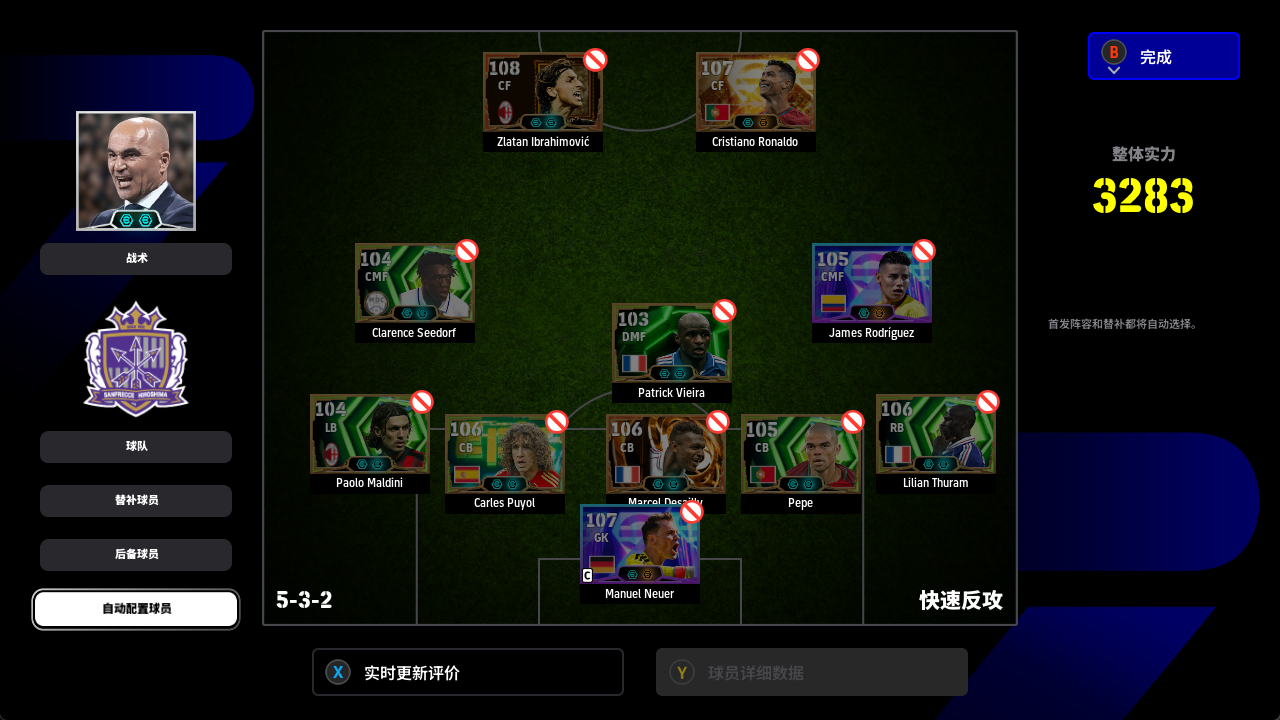 战术
SANFRECCE HIROSHIMA
球队
替补球员
后备球员
自动配置球员
108
CF
Zlatan Ibrahimović
107
CF
Cristiano Ronaldo
104
CMF
Clarence Seedorf
105
CMF
James Rodríguez
103
DMF
Patrick Vieira
104
LB
Paolo Maldini
106
CB
Carles Puyol
106
CB
Marcel Desailly
105
CB
Pepe
106
RB
Lilian Thuram
107
GK
C
Manuel Neuer
5-3-2
快速反攻
B 完成
整体实力
3283
首发阵容和替补都将自动选择。
X 实时更新评价
Y 球员详细数据